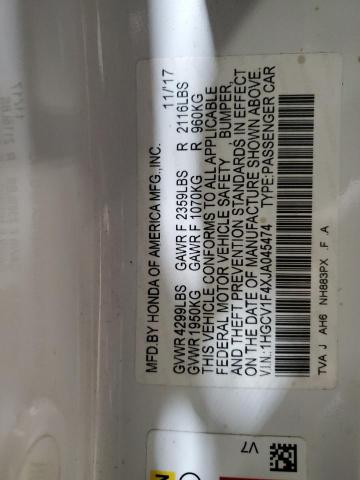 MFD.BY HONDA OF AMERICA MFG.,INC. 11/17
GVWR 4299LBS GAWR F 2359LBS R 2116LBS
GVWR 1950KG GAWR F 1070KG R 960KG
THIS VEHICLE CONFORMS TO ALL APPLICABLE
FEDERAL MOTOR VEHICLE SAFETY BUMPER,
AND THEFT PREVENTION STANDARDS IN EFFECT
ON THE DATE OF MANUFACTURE SHOWN ABOVE.
V.I.N.:1HGCV1F4XJA045474 TYPE:PASSENGER CAR
TVA J AH6 NH883PX .F .A
V7